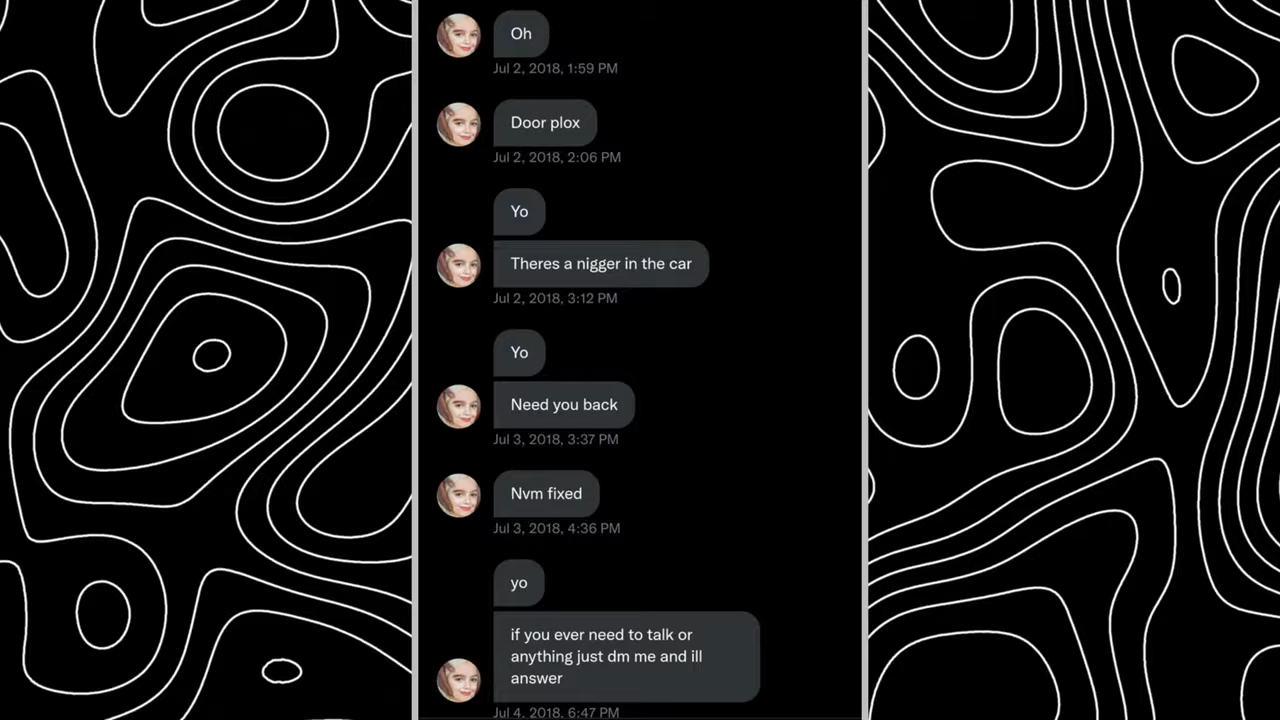 Oh
Jul 2, 2018, 1:59 PM
Door plox
Jul 2, 2018, 2:06 PM
Yo
Theres a nigger in the car
Jul 2, 2018, 3:12 PM
Yo
Need you back
Jul 3, 2018, 3:37 PM
Nvm fixed
Jul 3, 2018, 4:36 PM
yo
if you ever need to talk or
anything just dm me and ill
answer
Jul 4, 2018, 6:47 PM